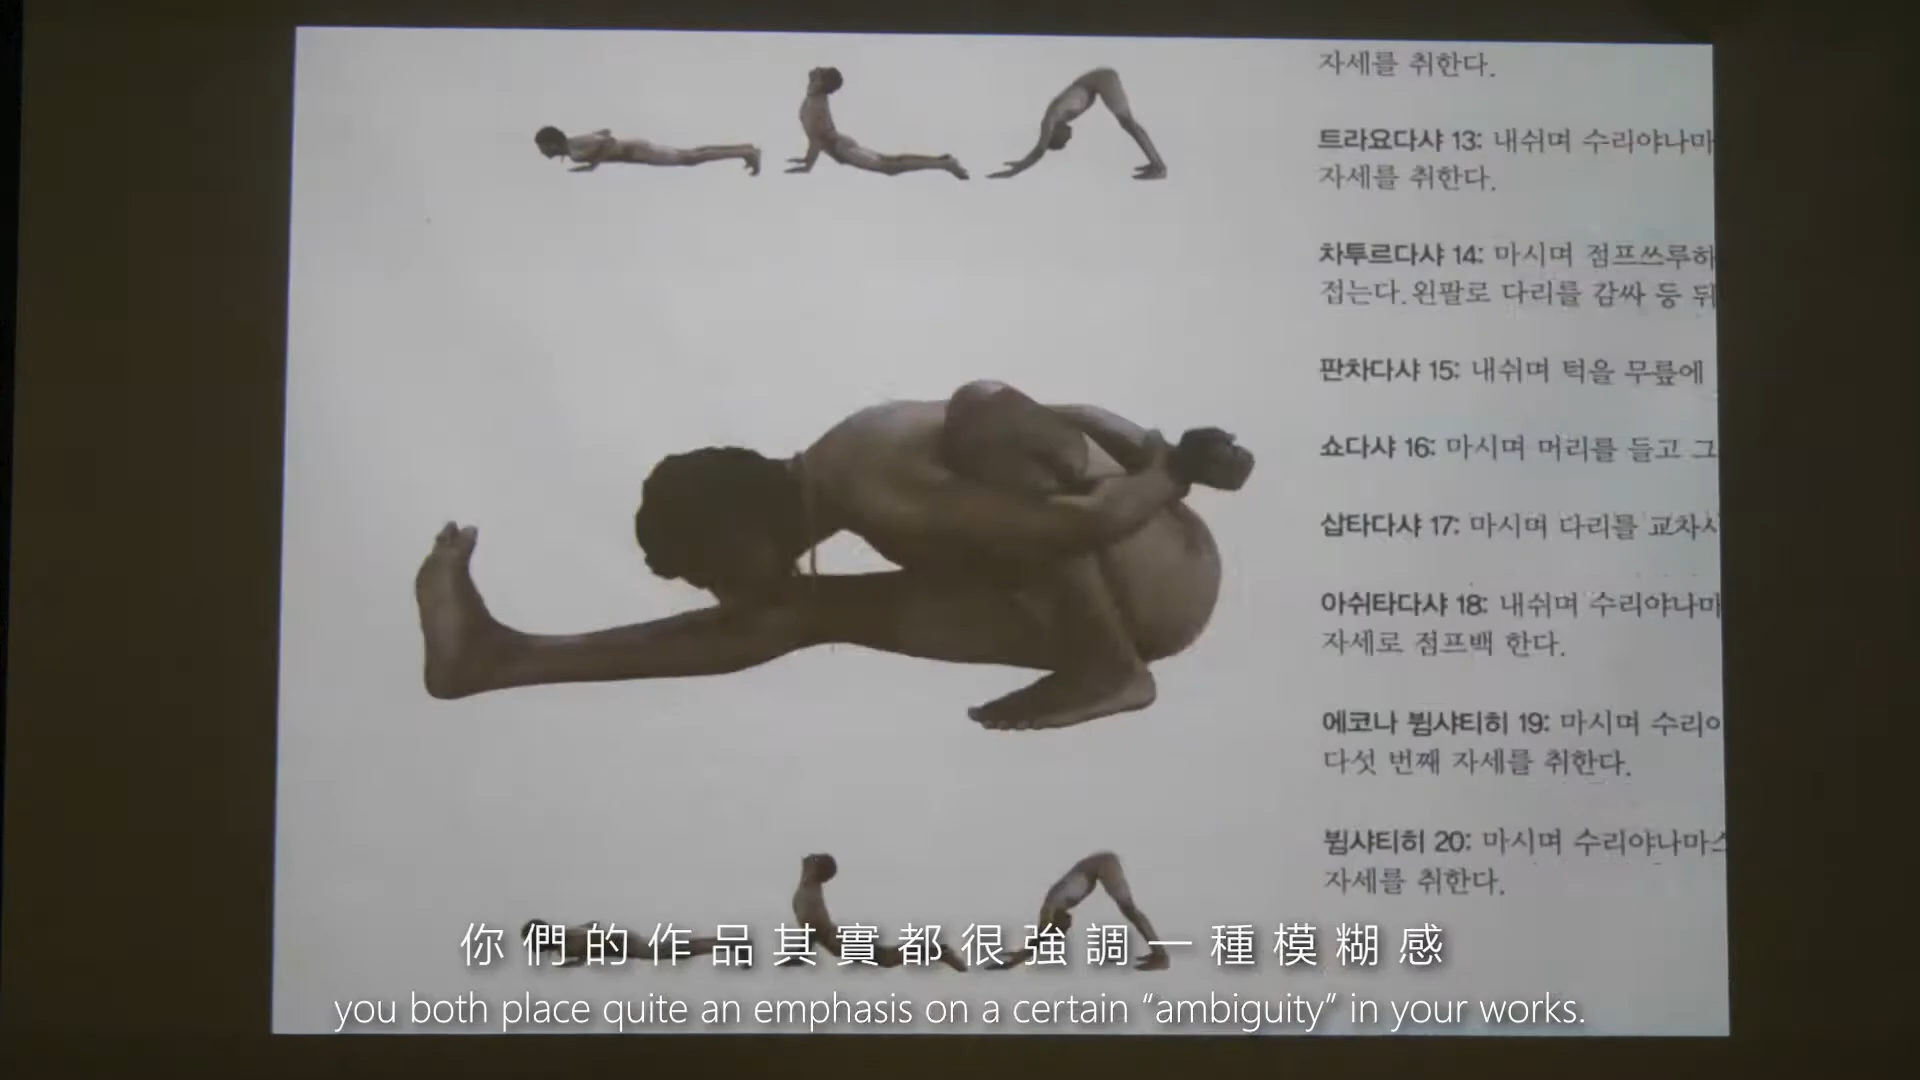 자세를 취한다.
트라요다샤 13: 내쉬며 수리야나마
자세를 취한다.
차투르다샤 14: 마시며 점프쓰루하
접는다. 왼팔로 다리를 감싸 등 뒤
판차다샤 15: 내쉬며 턱을 무릎에
쇼다샤 16: 마시며 머리를 들고 그
삽타다샤 17: 마시며 다리를 교차시
아쉬타다샤 18: 내쉬며 수리야나마
자세로 점프백 한다.
에코나 뷤샤티히 19: 마시며 수리야
다섯 번째 자세를 취한다.
뷤샤티히 20: 마시며 수리야나마스
자세를 취한다.
你們的作品其實都很強調一種模糊感
you both place quite an emphasis on a certain “ambiguity” in your works.